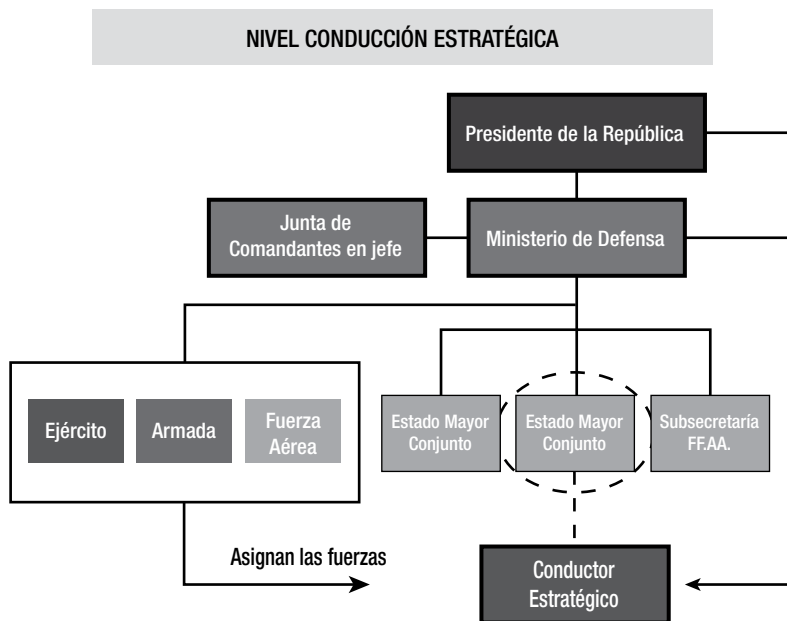 NIVEL CONDUCCIÓN ESTRATÉGICA
Presidente de la República
Junta de
Comandantes en jefe
Ministerio de Defensa
Ejército
Armada
Fuerza
Aérea
Estado Mayor
Conjunto
Estado Mayor
Conjunto
Subsecretaría
FF.AA.
Asignan las fuerzas
Conductor
Estratégico